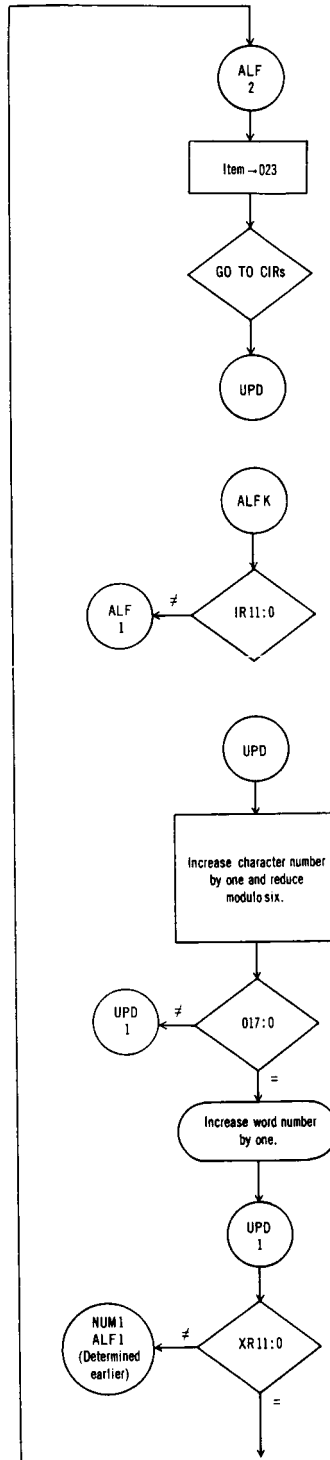 ALF
2
Item→023
GO TO CIRs
UPD
ALFK
≠
IR11:0
ALF
1
UPD
Increase character number
by one and reduce
modulo six.
UPD
1
≠
017:0
=
Increase word number
by one.
UPD
1
NUM1
ALF1
(Determined
earlier)
≠
XR11:0
=